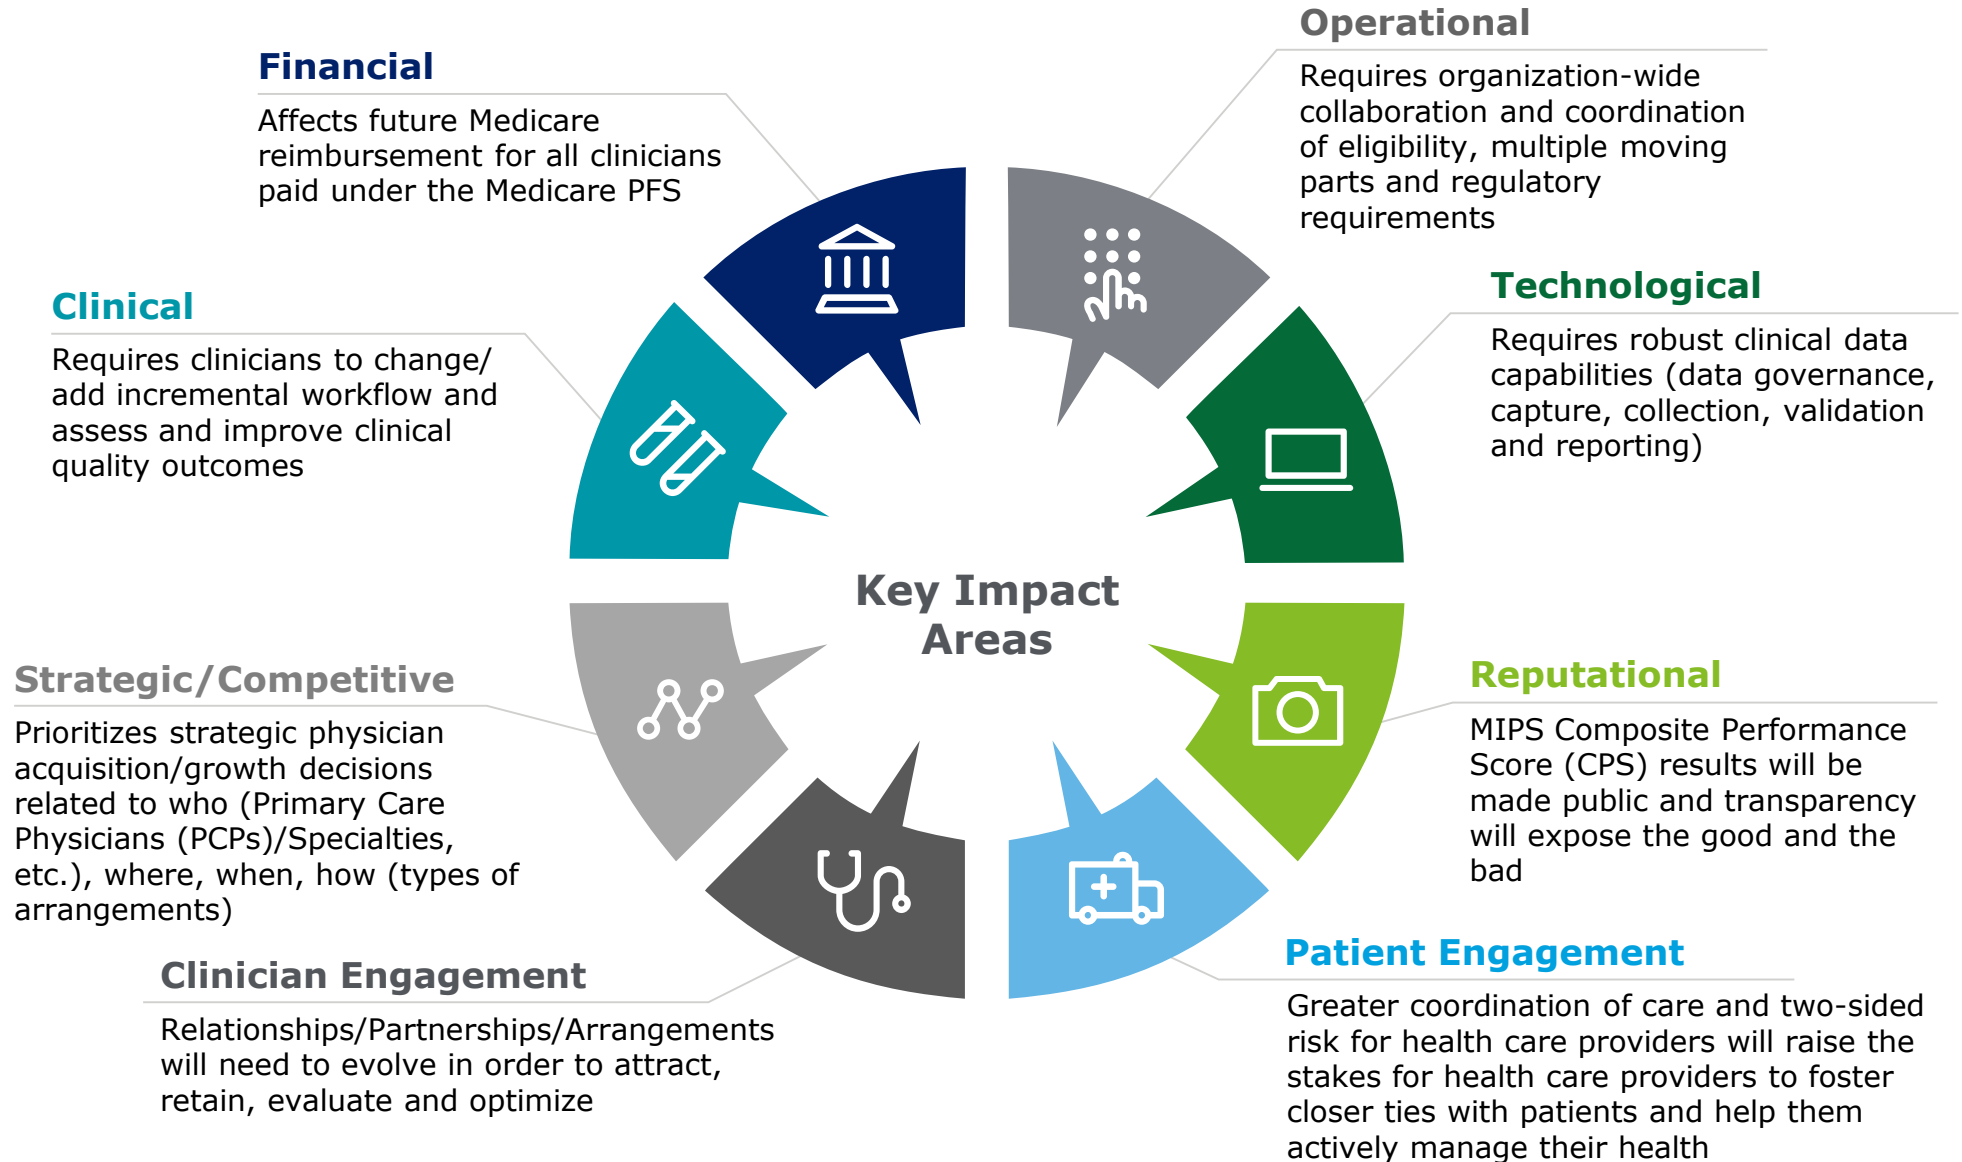 Operational
Requires organization-wide
collaboration and coordination
of eligibility, multiple moving
parts and regulatory
requirements
Financial
Affects future Medicare
reimbursement for all clinicians
paid under the Medicare PFS
Technological
Requires robust clinical data
capabilities (data governance,
capture, collection, validation
and reporting)
Clinical
Requires clinicians to change/
add incremental workflow and
assess and improve clinical
quality outcomes
Key Impact
Areas
Reputational
MIPS Composite Performance
Score (CPS) results will be
made public and transparency
will expose the good and the
bad
Strategic/Competitive
Prioritizes strategic physician
acquisition/growth decisions
related to who (Primary Care
Physicians (PCPs)/Specialties,
etc.), where, when, how (types of
arrangements)
Patient Engagement
Greater coordination of care and two-sided
risk for health care providers will raise the
stakes for health care providers to foster
closer ties with patients and help them
actively manage their health
Clinician Engagement
Relationships/Partnerships/Arrangements
will need to evolve in order to attract,
retain, evaluate and optimize